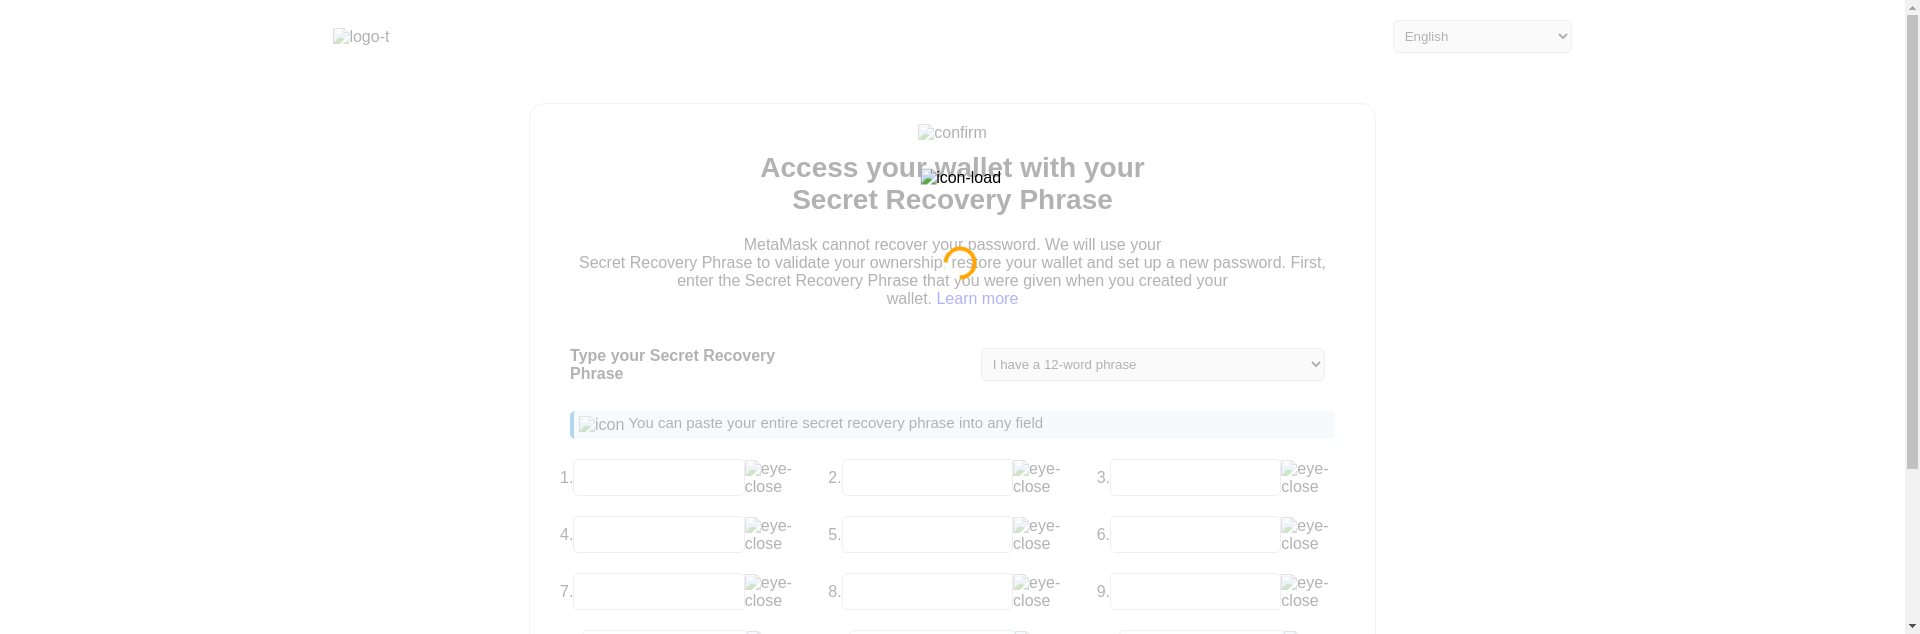 logo-t
English
confirm
Access your wallet with your
icon-load
Secret Recovery Phrase
MetaMask cannot recover your password. We will use your
Secret Recovery Phrase to validate your ownership, restore your wallet and set up a new password. First,
enter the Secret Recovery Phrase that you were given when you created your
wallet. Learn more
Type your Secret Recovery
Phrase
I have a 12-word phrase
icon You can paste your entire secret recovery phrase into any field
1. eye-close 2. eye-close 3. eye-close
4. eye-close 5. eye-close 6. eye-close
7. eye-close 8. eye-close 9. eye-close